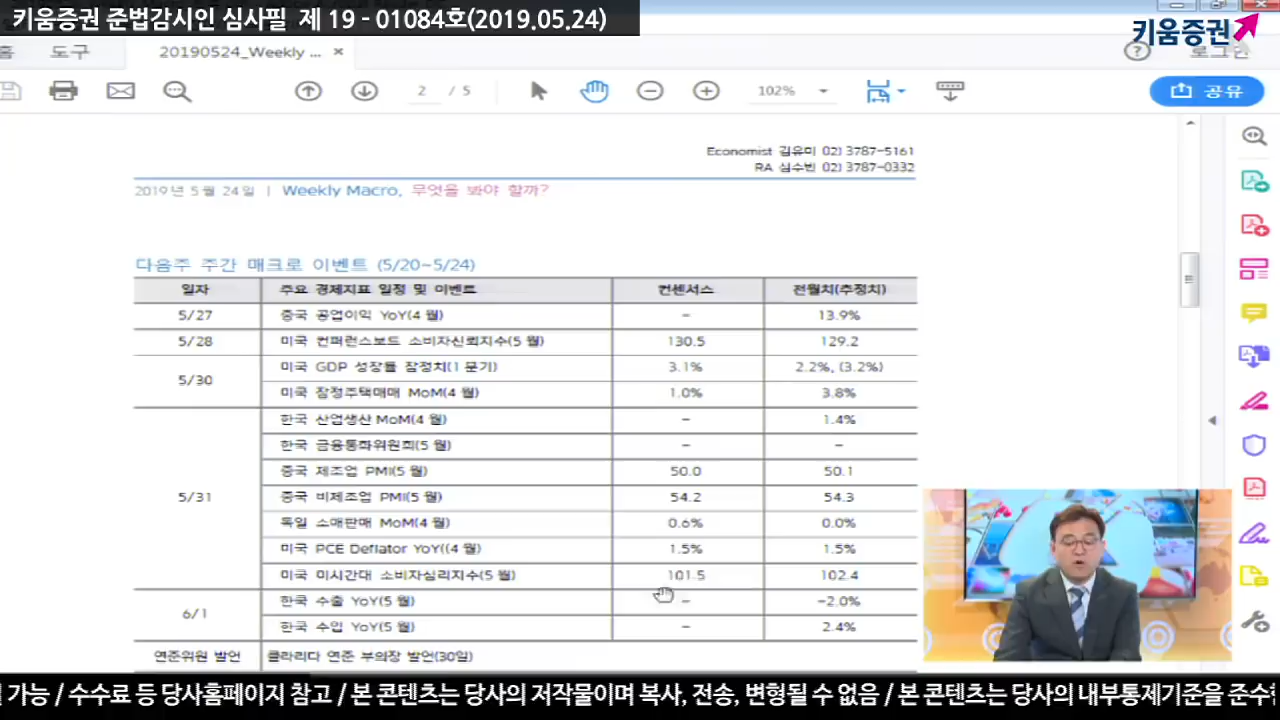 키움증권 준법감시인 심사필 제 19 - 01084호(2019.05.24)
키움증권
홈 도구 20190524_Weekly ... × ? 로그인
2 / 5 102% 공유
Economist 김유미 02) 3787-5161
RA 심수빈 02) 3787-0332
2019년 5월 24일 | Weekly Macro, 무엇을 봐야 할까?
다음주 주간 매크로 이벤트 (5/20~5/24)
일자 주요 경제지표 일정 및 이벤트 컨센서스 전월치(추정치)
5/27 중국 공업이익 YoY(4월) - 13.9%
5/28 미국 컨퍼런스보드 소비자신뢰지수(5월) 130.5 129.2
5/30 미국 GDP 성장률 잠정치(1분기) 3.1% 2.2%, (3.2%)
미국 잠정주택매매 MoM(4월) 1.0% 3.8%
5/31 한국 산업생산 MoM(4월) - 1.4%
한국 금융통화위원회(5월) - -
중국 제조업 PMI(5월) 50.0 50.1
중국 비제조업 PMI(5월) 54.2 54.3
독일 소매판매 MoM(4월) 0.6% 0.0%
미국 PCE Deflator YoY((4월) 1.5% 1.5%
미국 미시간대 소비자심리지수(5월) 101.5 102.4
6/1 한국 수출 YoY(5월) - -2.0%
한국 수입 YoY(5월) - 2.4%
연준위원 발언 클라리다 연준 부의장 발언(30일)
가능 / 수수료 등 당사홈페이지 참고 / 본 콘텐츠는 당사의 저작물이며 복사, 전송, 변형될 수 없음 / 본 콘텐츠는 당사의 내부통제기준을 준수